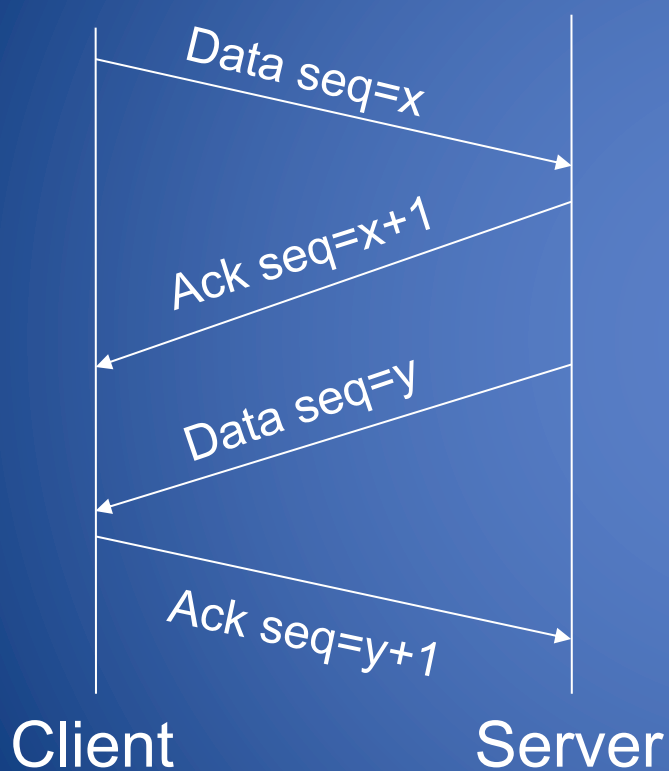 Data seq=x
Ack seq=x+1
Data seq=y
Ack seq=y+1
Client
Server